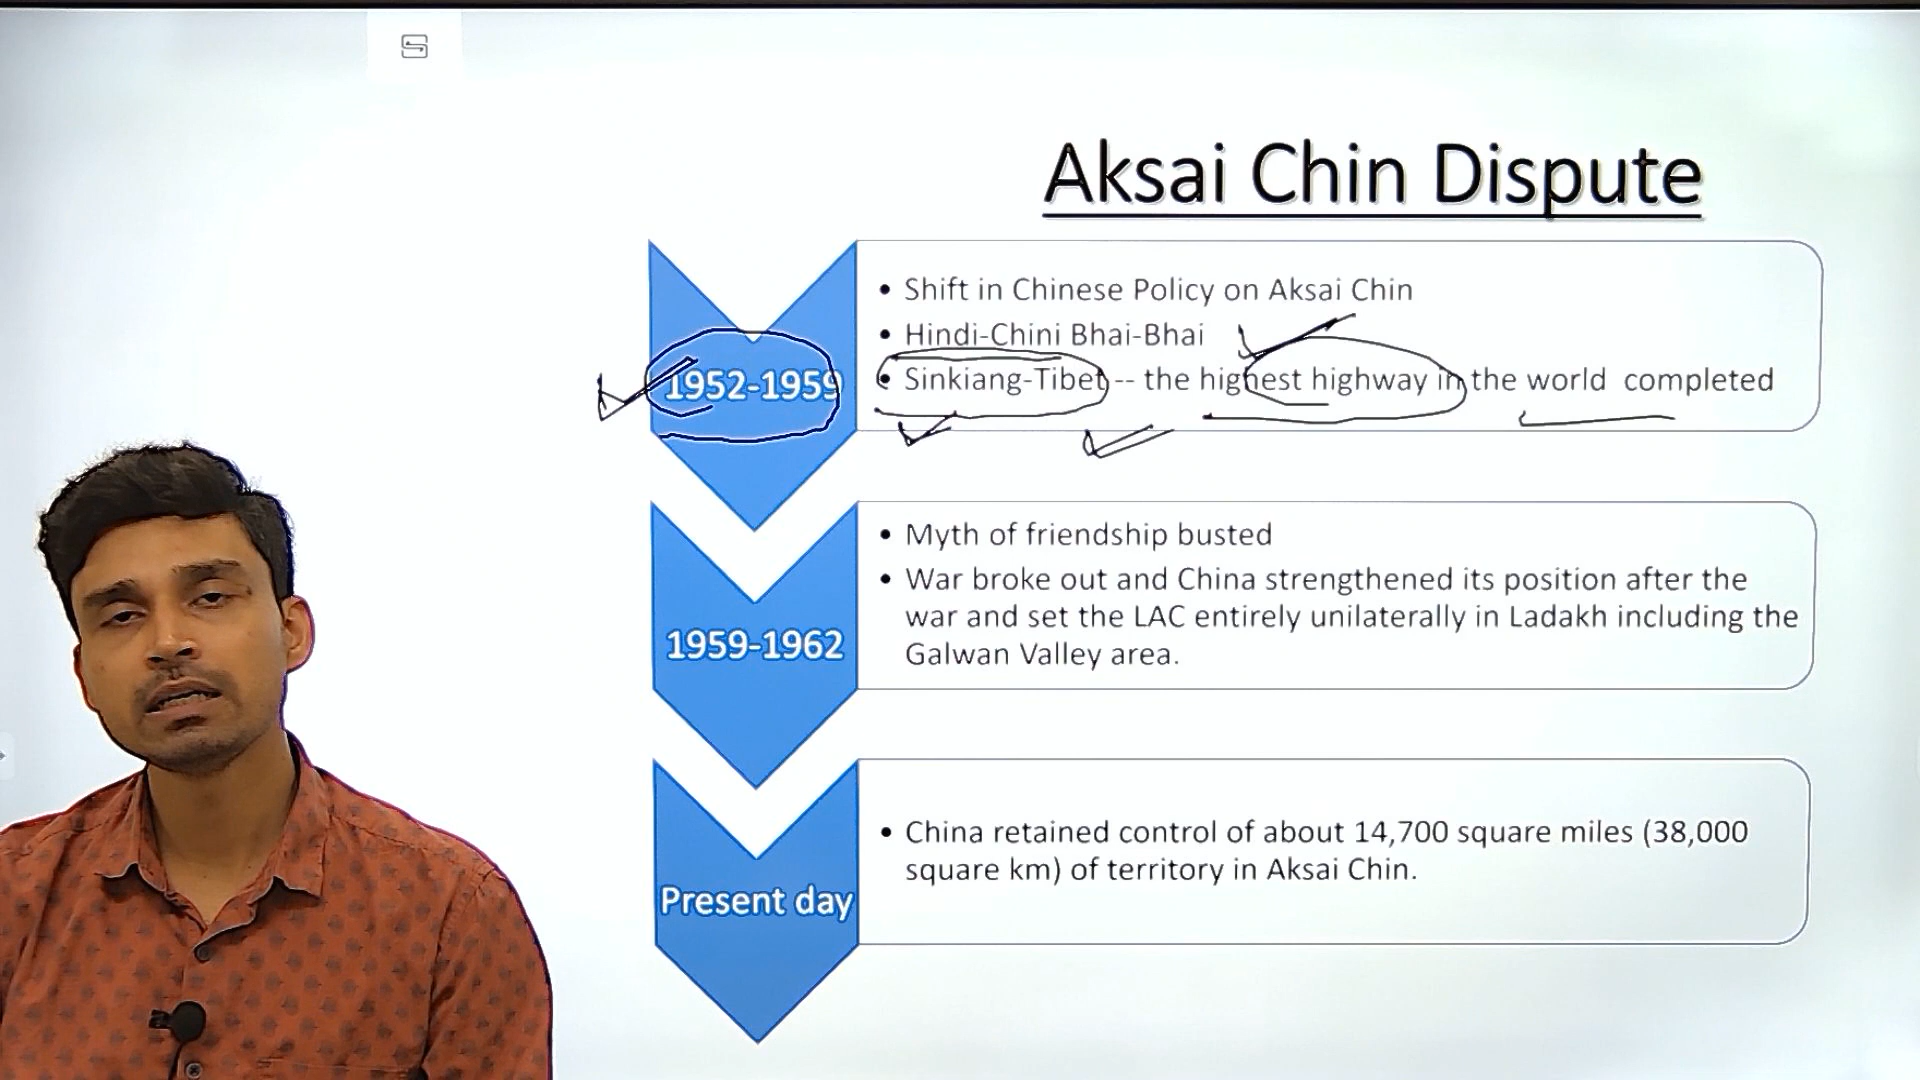 Aksai Chin Dispute
1952-1959
• Shift in Chinese Policy on Aksai Chin
• Hindi-Chini Bhai-Bhai
• Sinkiang-Tibet -- the highest highway in the world completed
1959-1962
• Myth of friendship busted
• War broke out and China strengthened its position after the
war and set the LAC entirely unilaterally in Ladakh including the
Galwan Valley area.
Present day
• China retained control of about 14,700 square miles (38,000
square km) of territory in Aksai Chin.